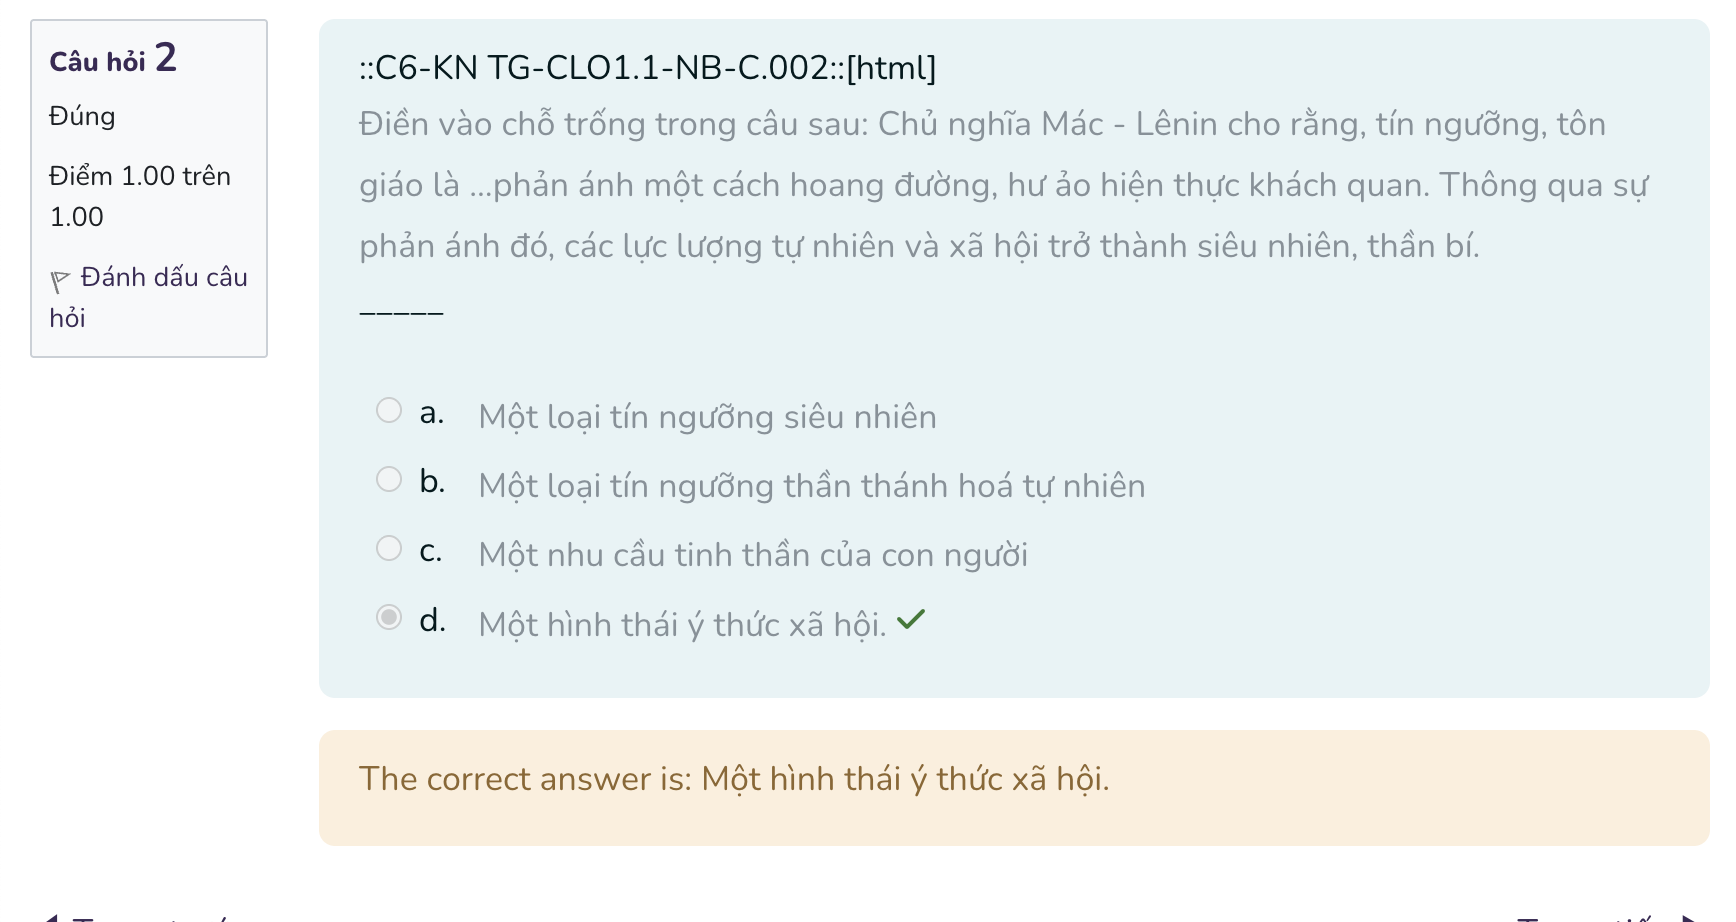 Câu hỏi 2
Đúng
Điểm 1.00 trên
1.00
Đánh dấu câu
hỏi
::C6-KN TG-CLO1.1-NB-C.002::[html]
Điền vào chỗ trống trong câu sau: Chủ nghĩa Mác - Lênin cho rằng, tín ngưỡng, tôn
giáo là ...phản ánh một cách hoang đường, hư ảo hiện thực khách quan. Thông qua sự
phản ánh đó, các lực lượng tự nhiên và xã hội trở thành siêu nhiên, thần bí.
_____
a. Một loại tín ngưỡng siêu nhiên
b. Một loại tín ngưỡng thần thánh hoá tự nhiên
c. Một nhu cầu tinh thần của con người
d. Một hình thái ý thức xã hội.
The correct answer is: Một hình thái ý thức xã hội.